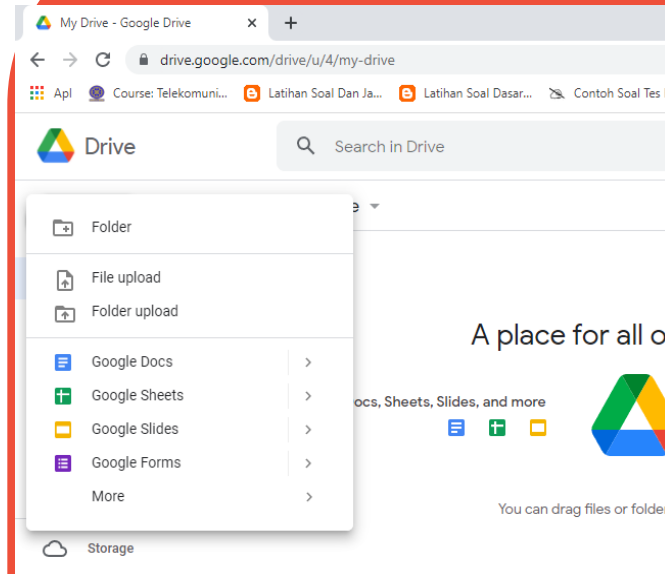 My Drive - Google Drive
drive.google.com/drive/u/4/my-drive
Apl Course: Telekomuni... Latihan Soal Dan Ja... Latihan Soal Dasar... Contoh Soal Tes
Drive Search in Drive
Folder
File upload
Folder upload
A place for all o
Google Docs
Google Sheets
ocs, Sheets, Slides, and more
Google Slides
Google Forms
More
You can drag files or folde
Storage